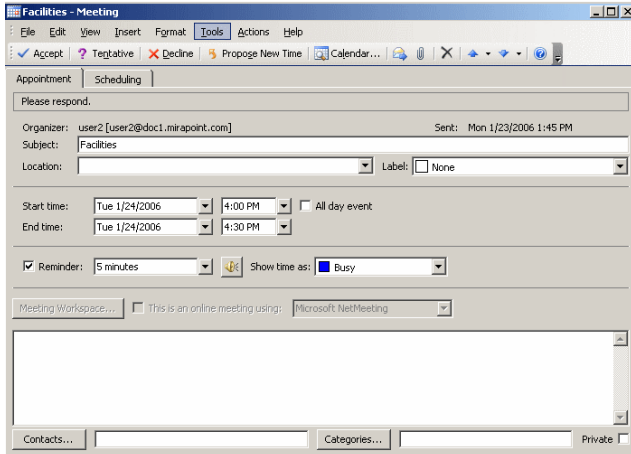 Facilities - Meeting
File Edit View Insert Format Tools Actions Help
Accept ? Tentative Decline Propose New Time Calendar...
Appointment Scheduling
Please respond.
Organizer: user2 [user2@doc1.mirapoint.com] Sent: Mon 1/23/2006 1:45 PM
Subject: Facilities
Location: Label: None
Start time: Tue 1/24/2006 4:00 PM All day event
End time: Tue 1/24/2006 4:30 PM
Reminder: 5 minutes Show time as: Busy
Meeting Workspace... This is an online meeting using: Microsoft NetMeeting
Contacts... Categories... Private